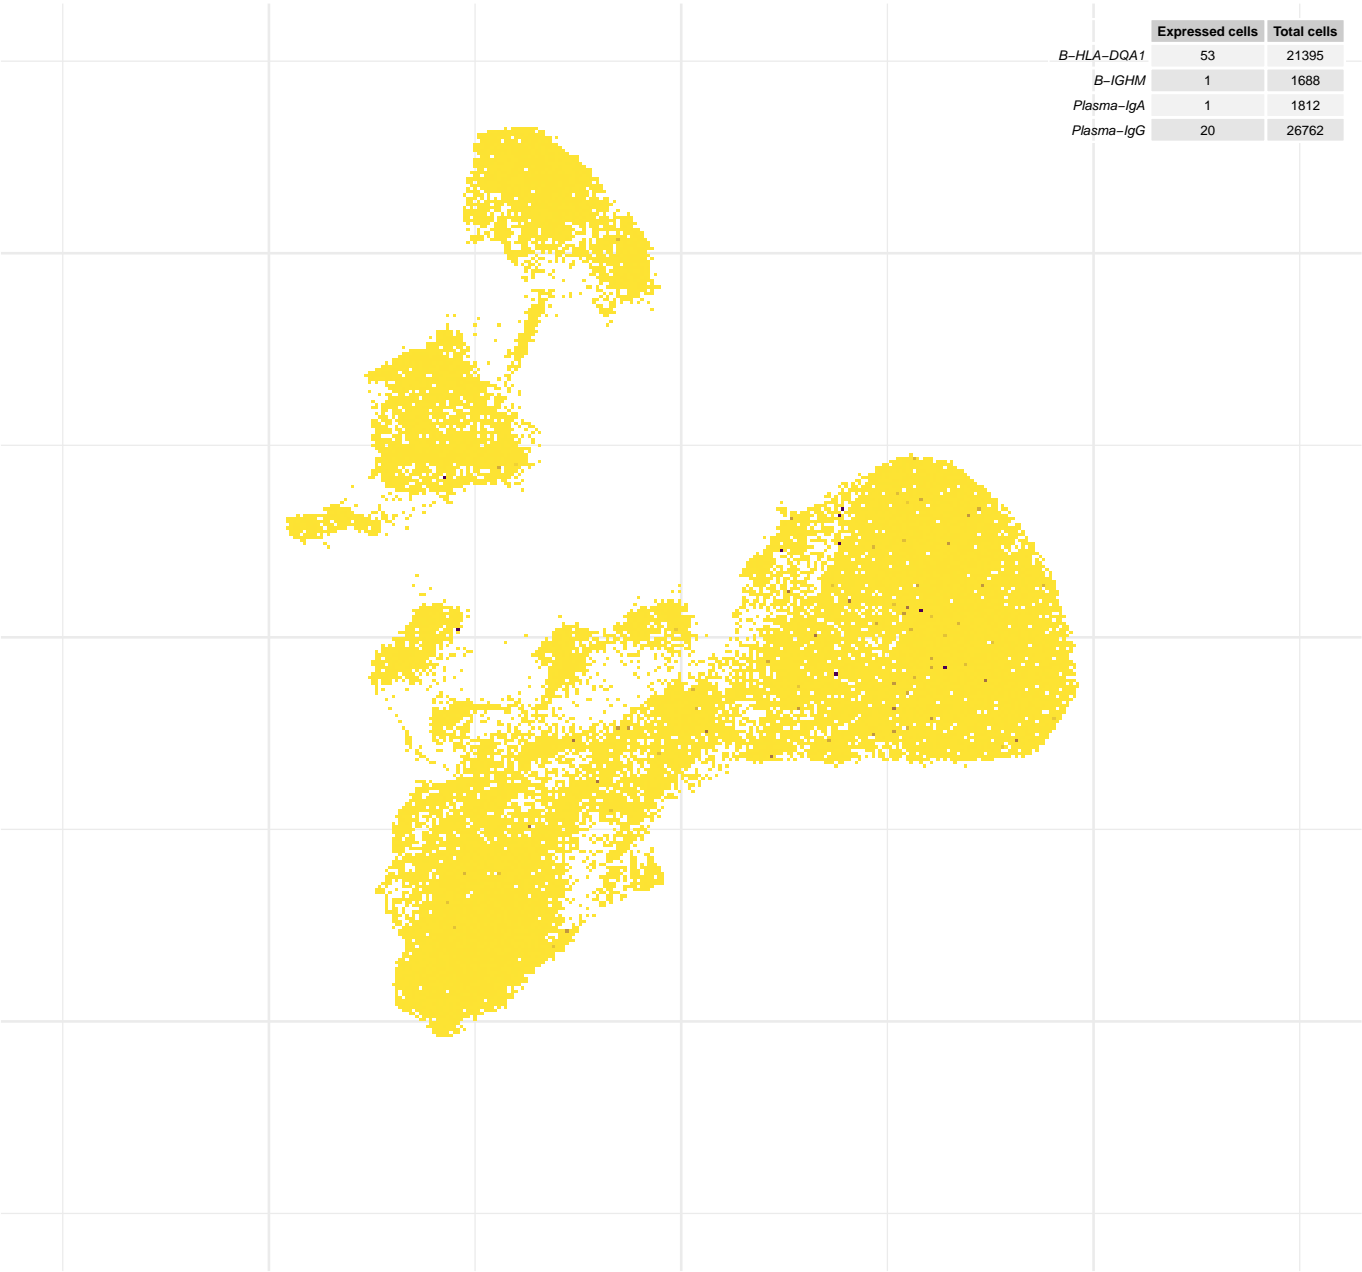 Expressed cells Total cells
B−HLA−DQA1 53 21395
B−IGHM 1 1688
Plasma−IgA 1 1812
Plasma−IgG 20 26762